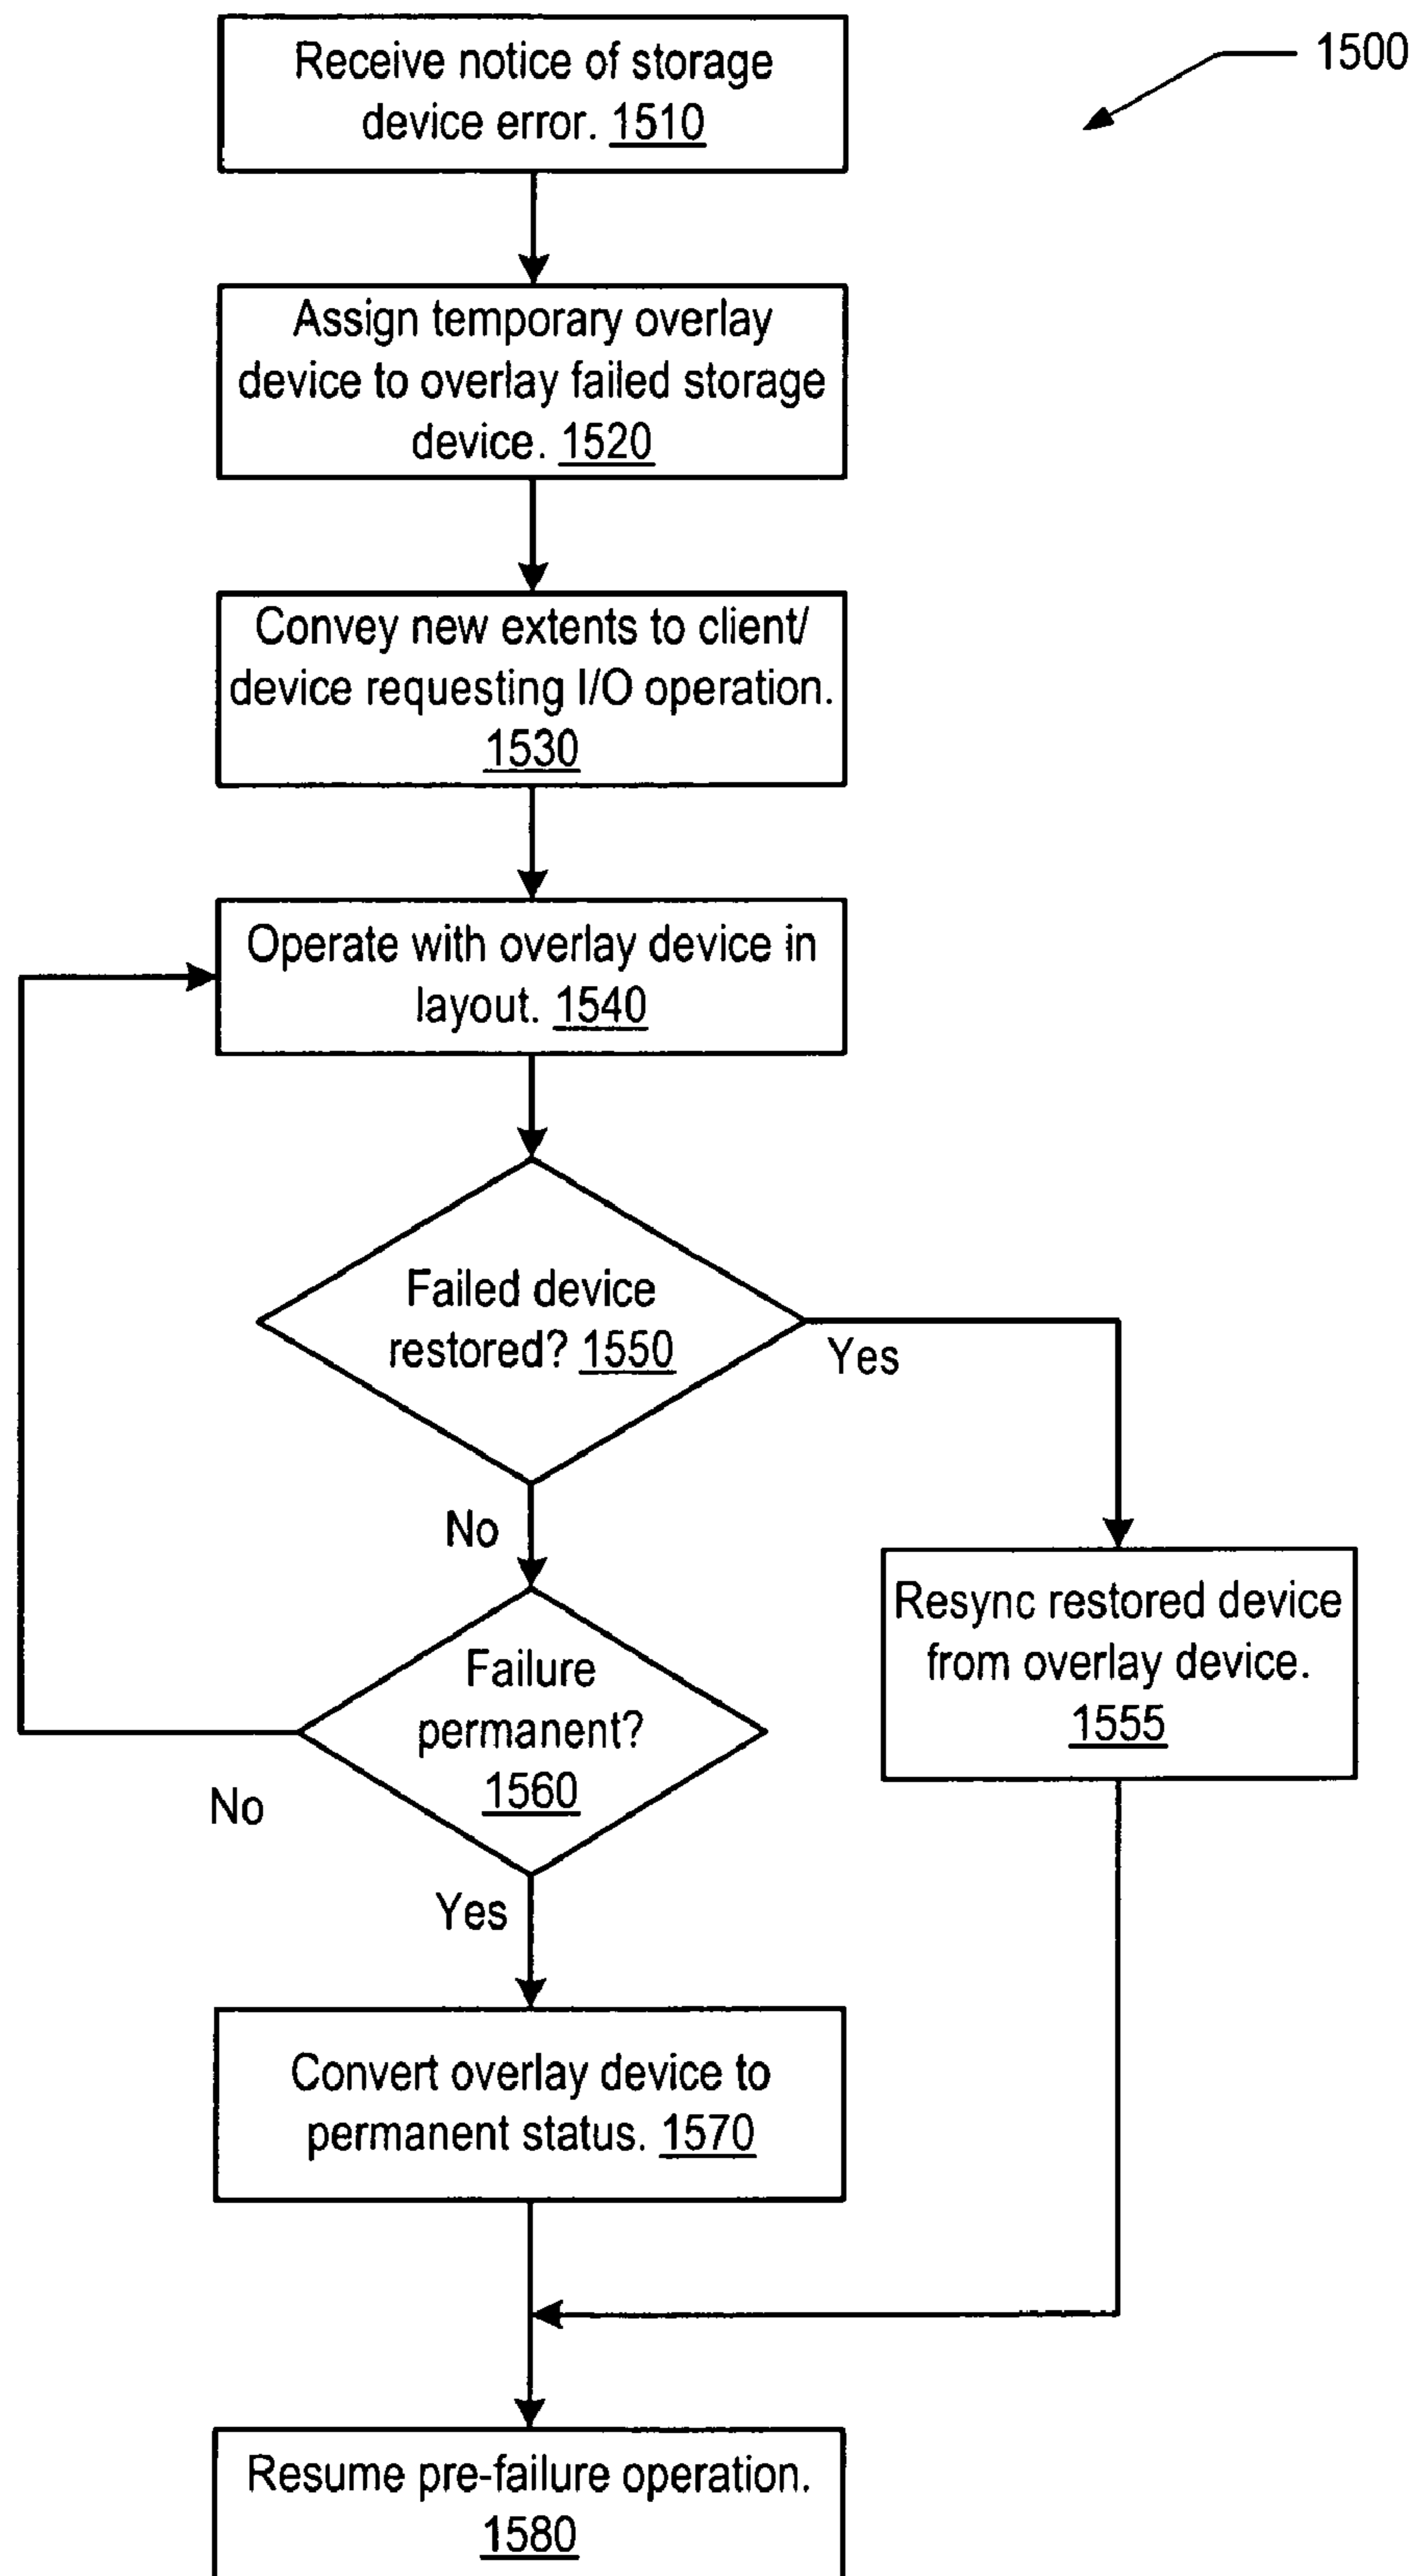 Receive notice of storage
device error. 1510
1500
Assign temporary overlay
device to overlay failed storage
device. 1520
Convey new extents to client/
device requesting I/O operation.
1530
Operate with overlay device in
layout. 1540
Failed device
restored? 1550
Yes
No
Resync restored device
from overlay device.
1555
Failure
permanent?
1560
No
Yes
Convert overlay device to
permanent status. 1570
Resume pre-failure operation.
1580